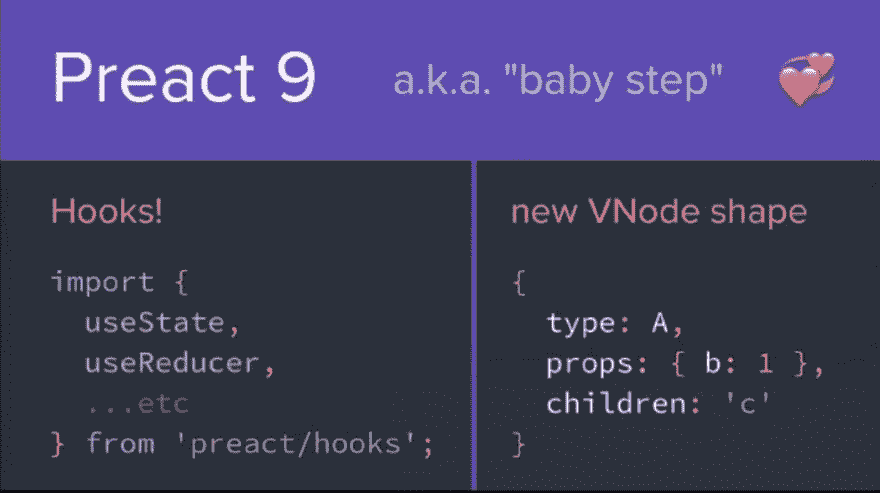 Preact 9 a.k.a. "baby step"
Hooks!
import {
useState,
useReducer,
...etc
} from 'preact/hooks';
new VNode shape
{
type: A,
props: { b: 1 },
children: 'c'
}